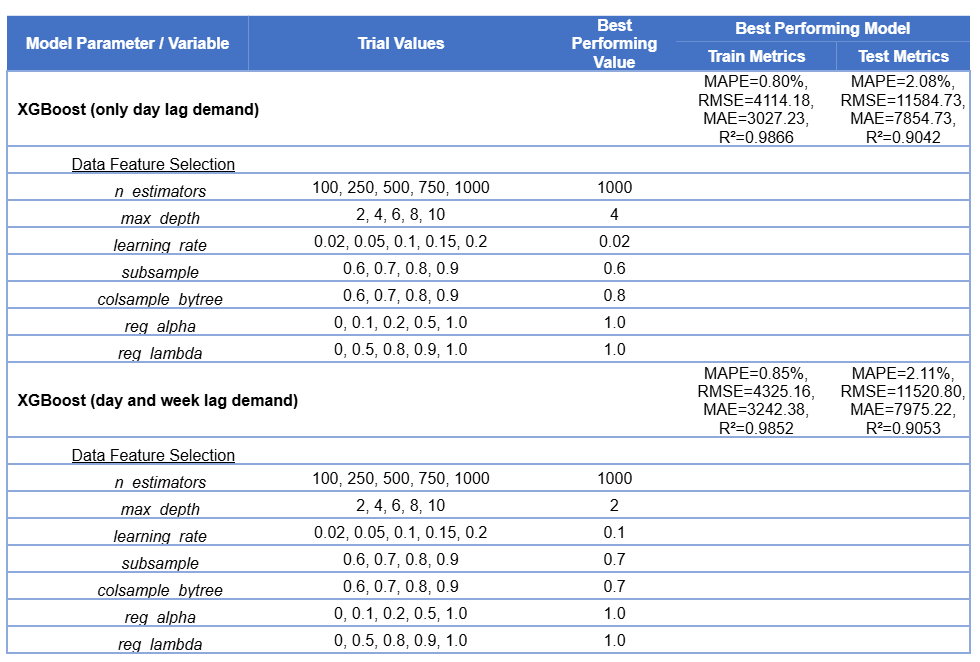 Model Parameter / Variable Trial Values Best Performing Value Best Performing Model
Train Metrics Test Metrics
XGBoost (only day lag demand) MAPE=0.80%, RMSE=4114.18, MAE=3027.23, R²=0.9866 MAPE=2.08%, RMSE=11584.73, MAE=7854.73, R²=0.9042
Data Feature Selection
n_estimators 100, 250, 500, 750, 1000 1000
max_depth 2, 4, 6, 8, 10 4
learning_rate 0.02, 0.05, 0.1, 0.15, 0.2 0.02
subsample 0.6, 0.7, 0.8, 0.9 0.6
colsample_bytree 0.6, 0.7, 0.8, 0.9 0.8
reg_alpha 0, 0.1, 0.2, 0.5, 1.0 1.0
reg_lambda 0, 0.5, 0.8, 0.9, 1.0 1.0
XGBoost (day and week lag demand) MAPE=0.85%, RMSE=4325.16, MAE=3242.38, R²=0.9852 MAPE=2.11%, RMSE=11520.80, MAE=7975.22, R²=0.9053
Data Feature Selection
n_estimators 100, 250, 500, 750, 1000 1000
max_depth 2, 4, 6, 8, 10 2
learning_rate 0.02, 0.05, 0.1, 0.15, 0.2 0.1
subsample 0.6, 0.7, 0.8, 0.9 0.7
colsample_bytree 0.6, 0.7, 0.8, 0.9 0.7
reg_alpha 0, 0.1, 0.2, 0.5, 1.0 1.0
reg_lambda 0, 0.5, 0.8, 0.9, 1.0 1.0